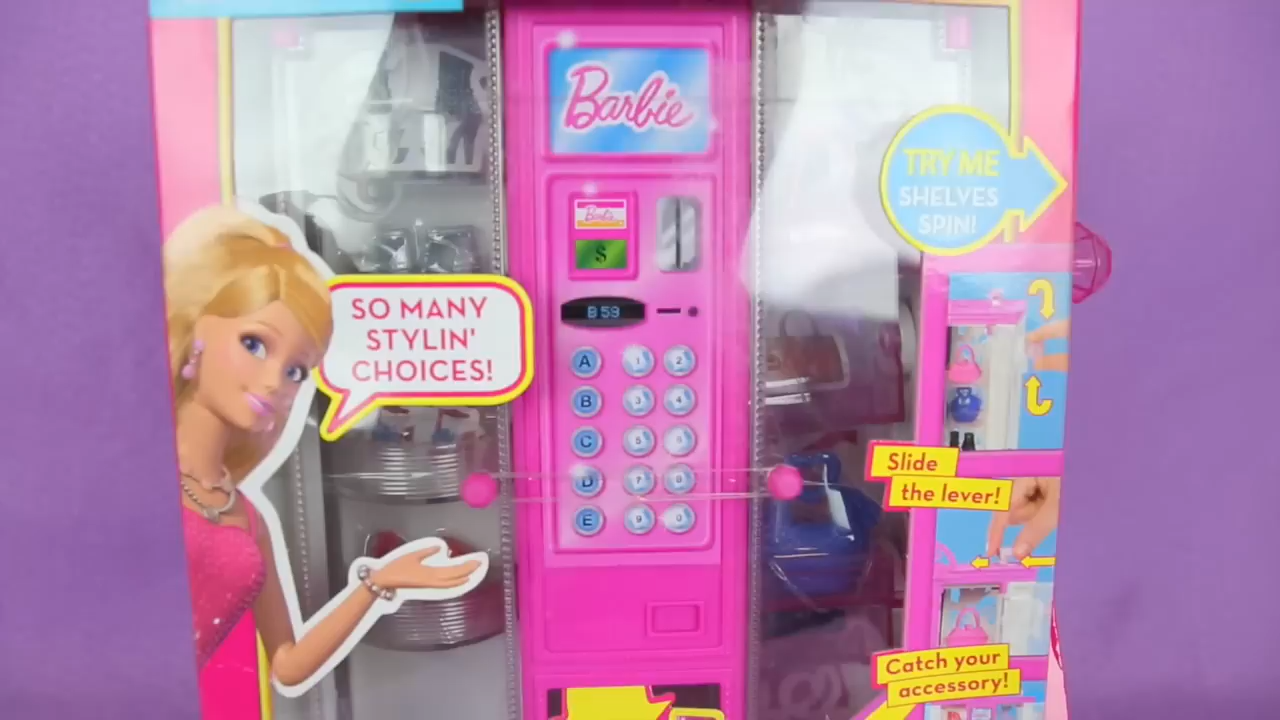 Barbie
TRY ME
SHELVES
SPIN!
Barbie
$
B 59
SO MANY
STYLIN'
CHOICES!
A 1 2
B 3 4
C 5 6
D 7 8
E 9 0
Slide
the lever!
Catch your
accessory!